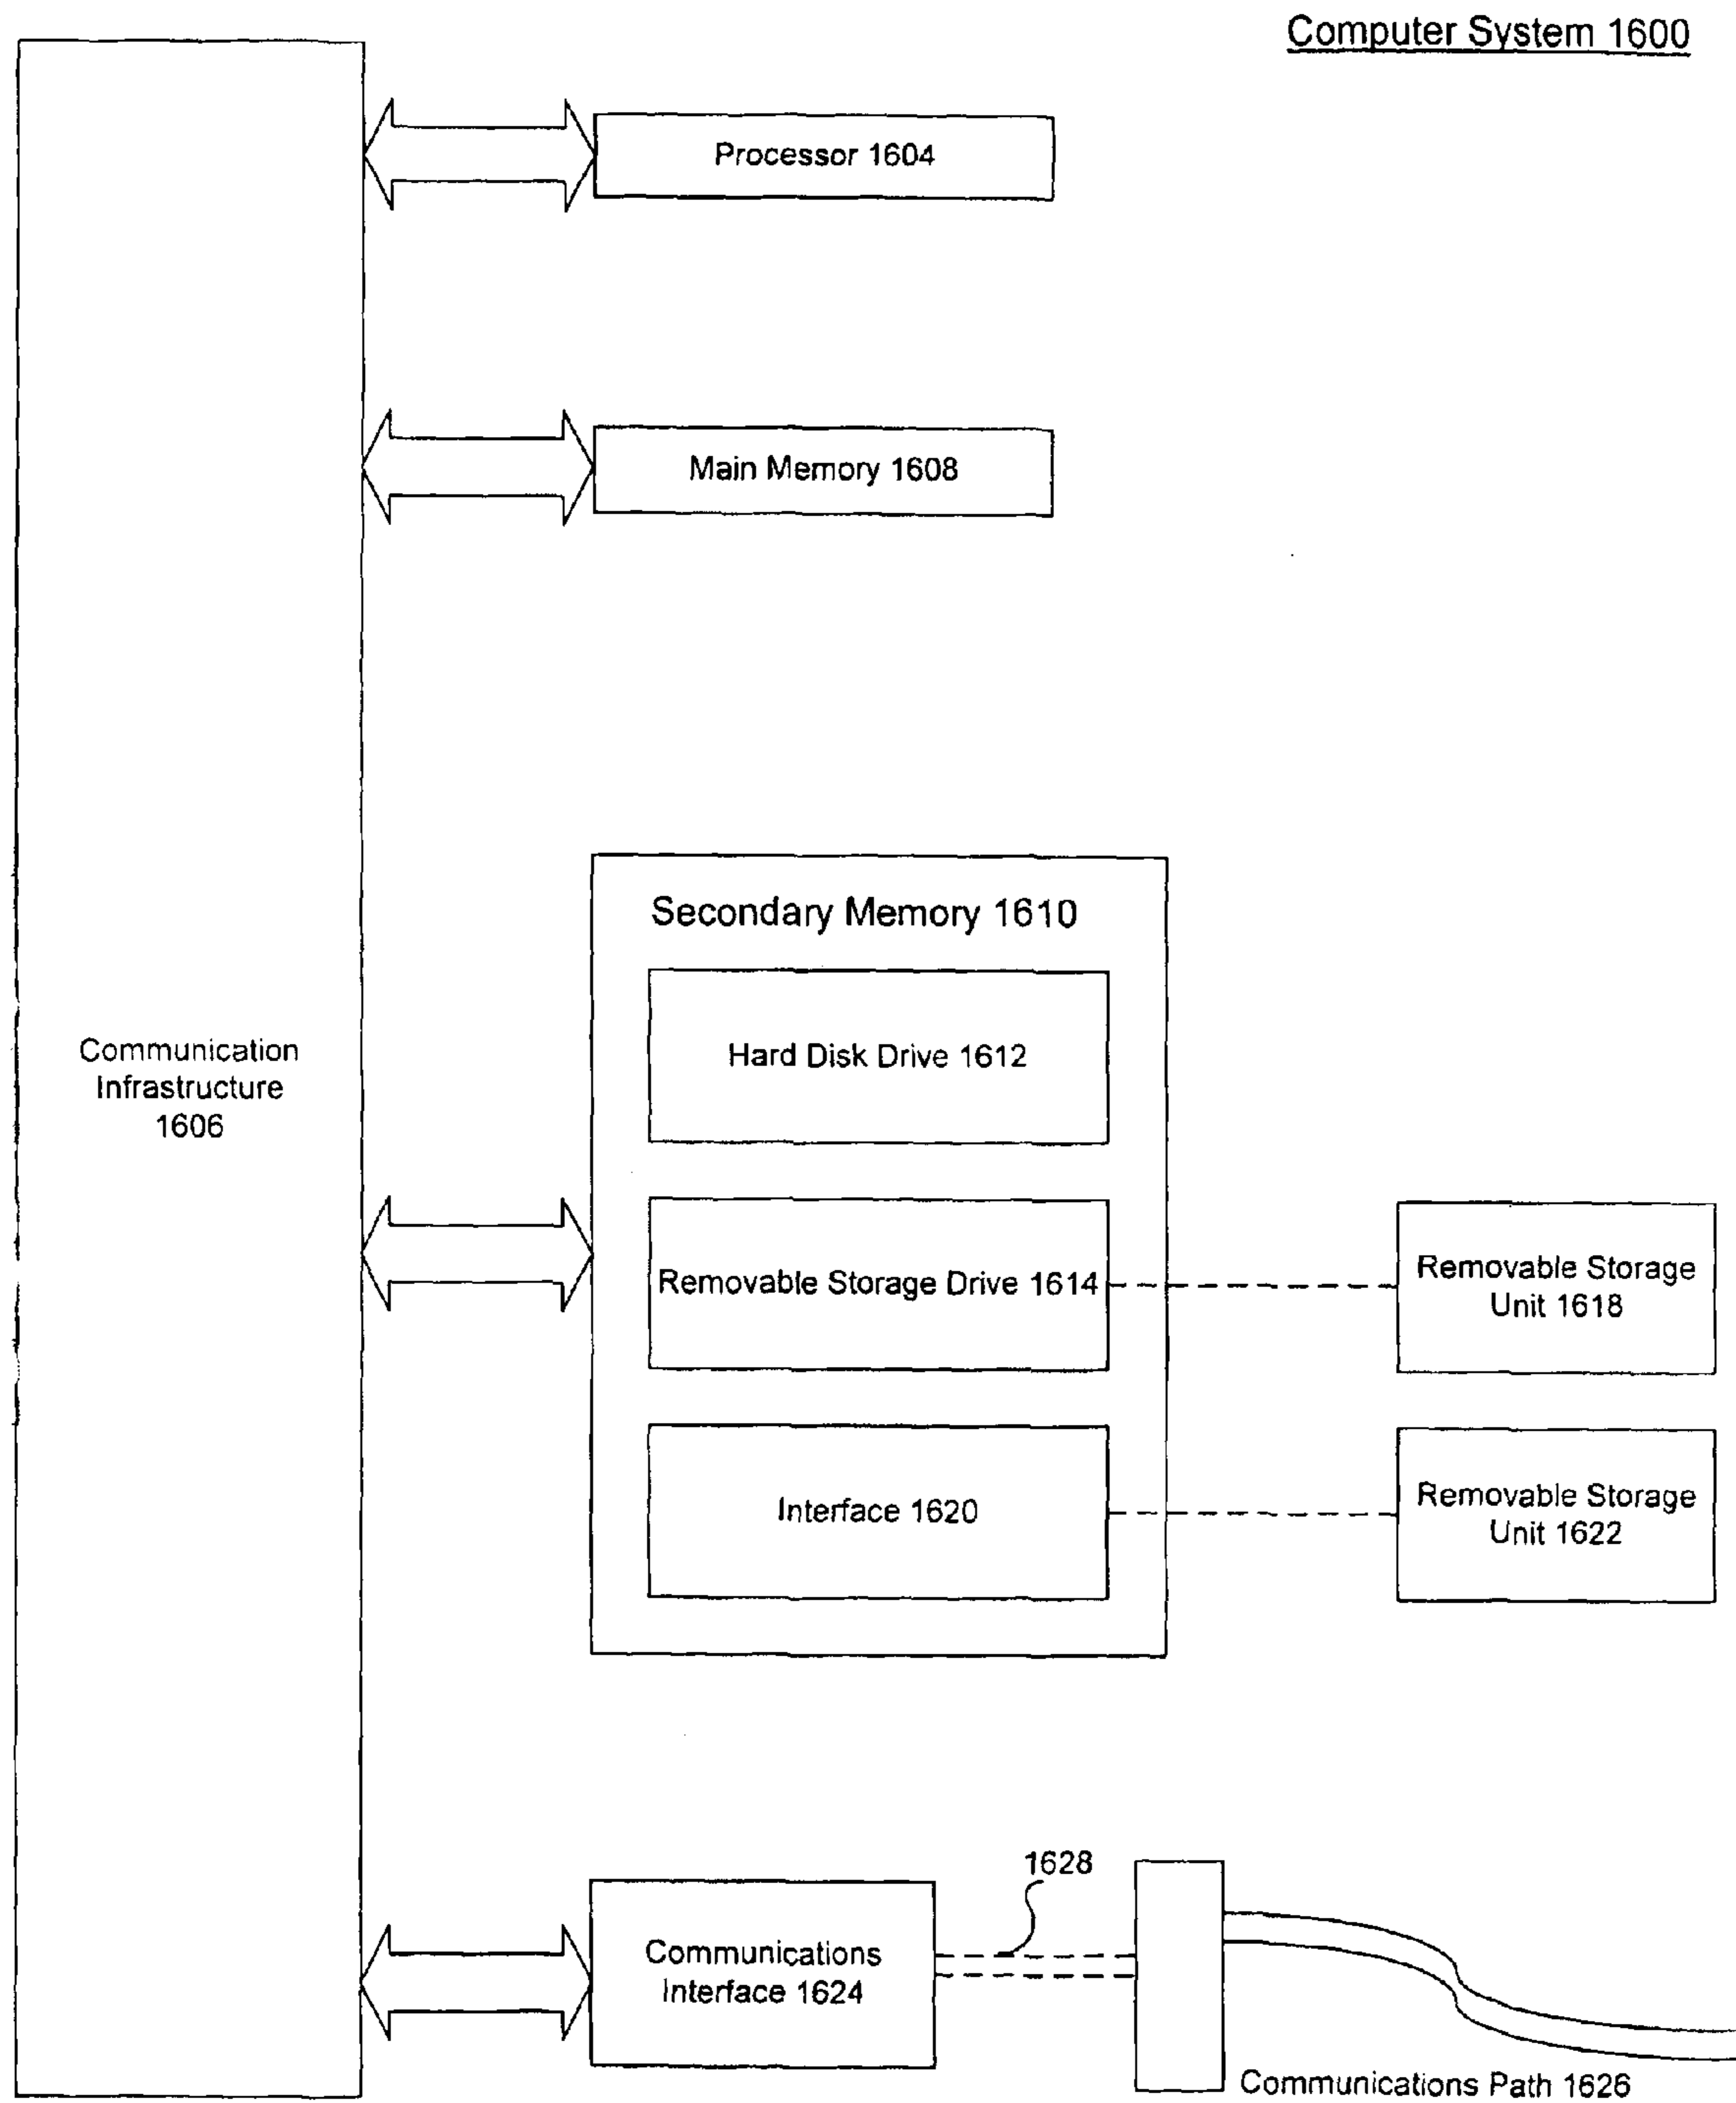 Computer System 1600
Processor 1604
Main Memory 1608
Secondary Memory 1610
Hard Disk Drive 1612
Communication
Infrastructure
1606
Removable Storage Drive 1614
Removable Storage
Unit 1618
Interface 1620
Removable Storage
Unit 1622
1628
Communications
Interface 1624
Communications Path 1626